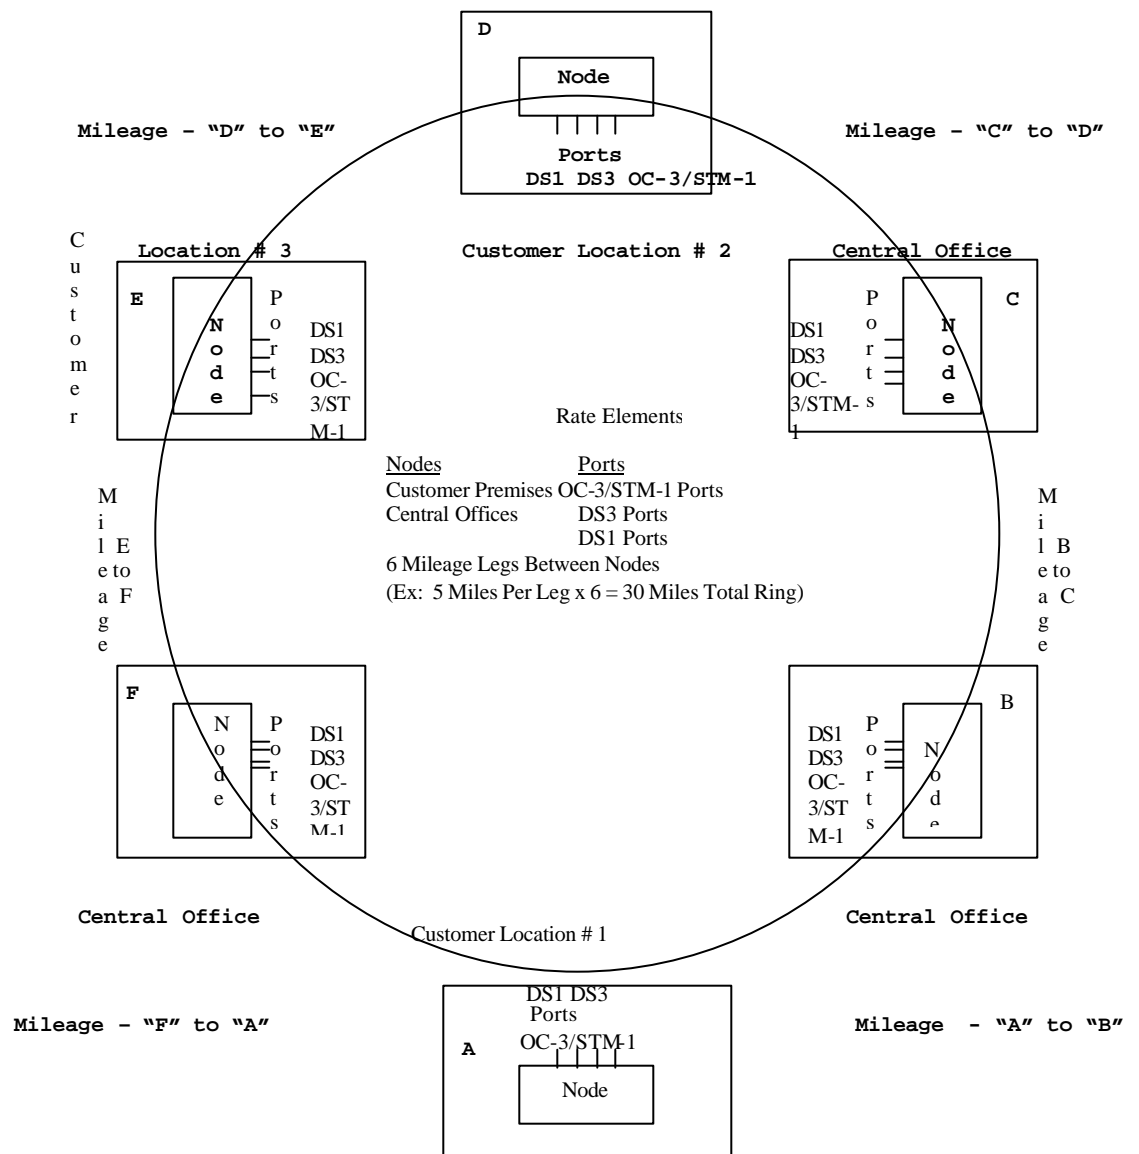 D
Node
Mileage – “D” to “E”
Mileage – “C” to “D”
Ports
DS1 DS3 OC-3/STM-1
Customer
Location # 3
Customer Location # 2
Central Office
E
Node
Ports
DS1
DS3
OC-
3/ST
M-1
DS1
DS3
OC-
3/STM-
1
Ports
Node
C
Rate Elements
Nodes Ports
Customer Premises OC-3/STM-1 Ports
Central Offices DS3 Ports
DS1 Ports
6 Mileage Legs Between Nodes
(Ex: 5 Miles Per Leg x 6 = 30 Miles Total Ring)
Mileage
E
to
F
Mileage
B
to
C
F
Node
Ports
DS1
DS3
OC-
3/ST
M-1
DS1
DS3
OC-
3/ST
M-1
Ports
Node
B
Central Office
Central Office
Customer Location # 1
Mileage – “F” to “A”
Mileage - “A” to “B”
DS1 DS3
Ports
OC-3/STM-1
A
Node